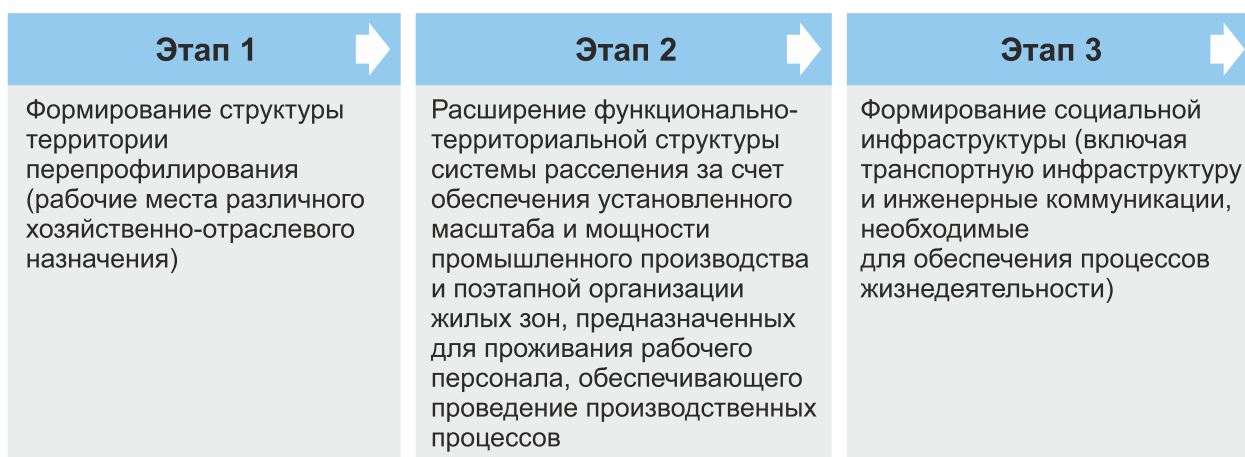 Этап 1
Формирование структуры
территории
перепрофилирования
(рабочие места различного
хозяйственно-отраслевого
назначения)
Этап 2
Расширение функционально-
территориальной структуры
системы расселения за счет
обеспечения установленного
масштаба и мощности
промышленного производства
и поэтапной организации
жилых зон, предназначенных
для проживания рабочего
персонала, обеспечивающего
проведение производственных
процессов
Этап 3
Формирование социальной
инфраструктуры (включая
транспортную инфраструктуру
и инженерные коммуникации,
необходимые
для обеспечения процессов
жизнедеятельности)